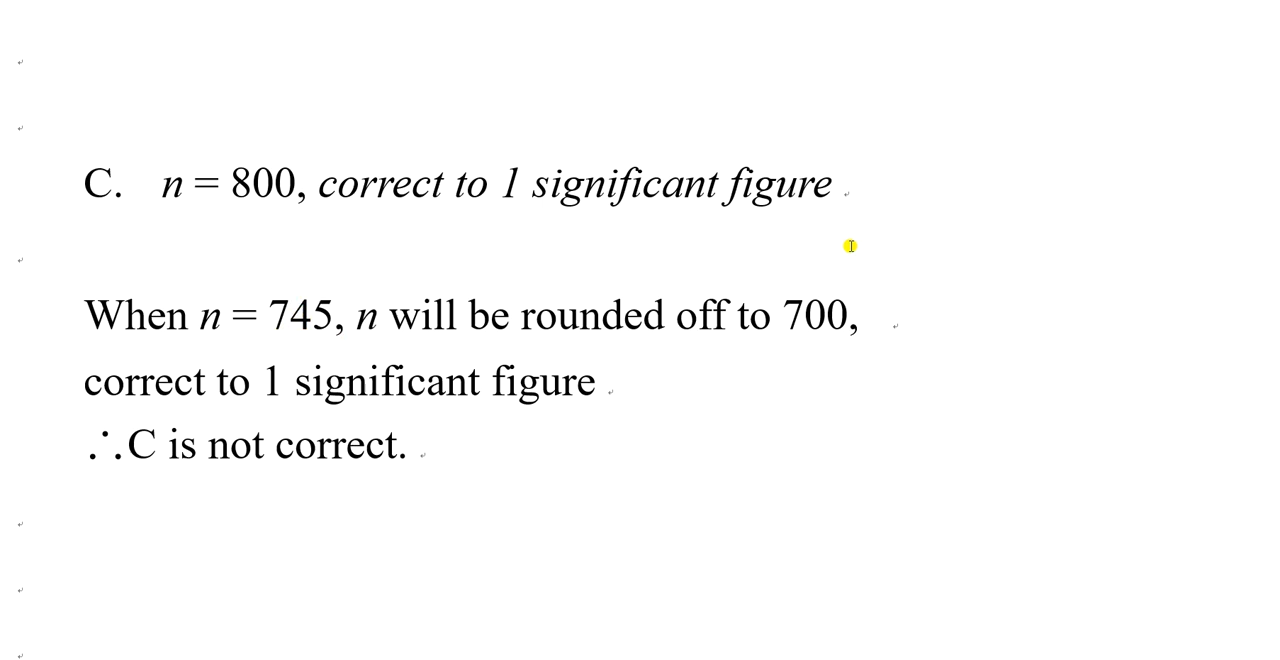 C. n = 800, correct to 1 significant figure
When n = 745, n will be rounded off to 700,
correct to 1 significant figure
∴C is not correct.